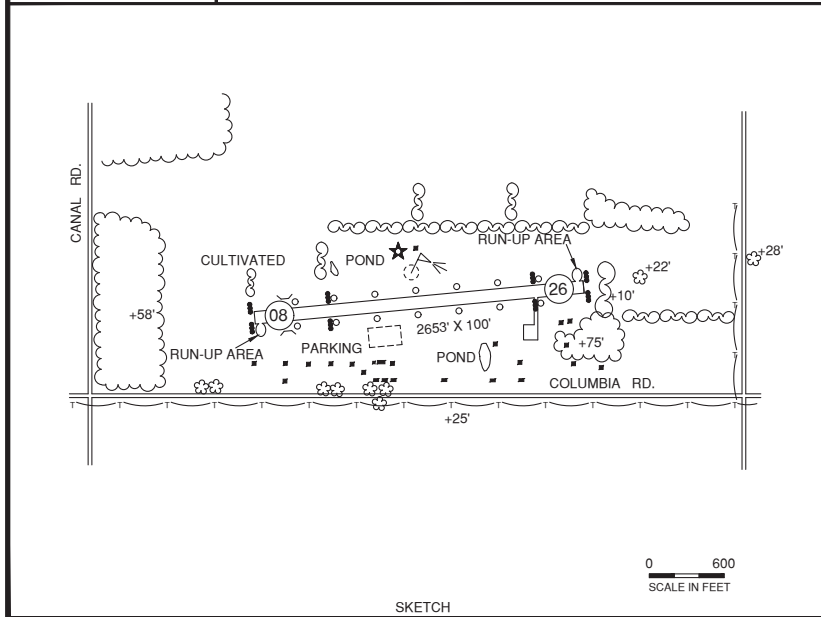 CANAL RD.
CULTIVATED
POND
RUN-UP AREA
+22'
+28'
26
+10'
+58'
08
2653' X 100'
RUN-UP AREA
PARKING
POND
+75'
COLUMBIA RD.
+25'
0 600
SCALE IN FEET
SKETCH